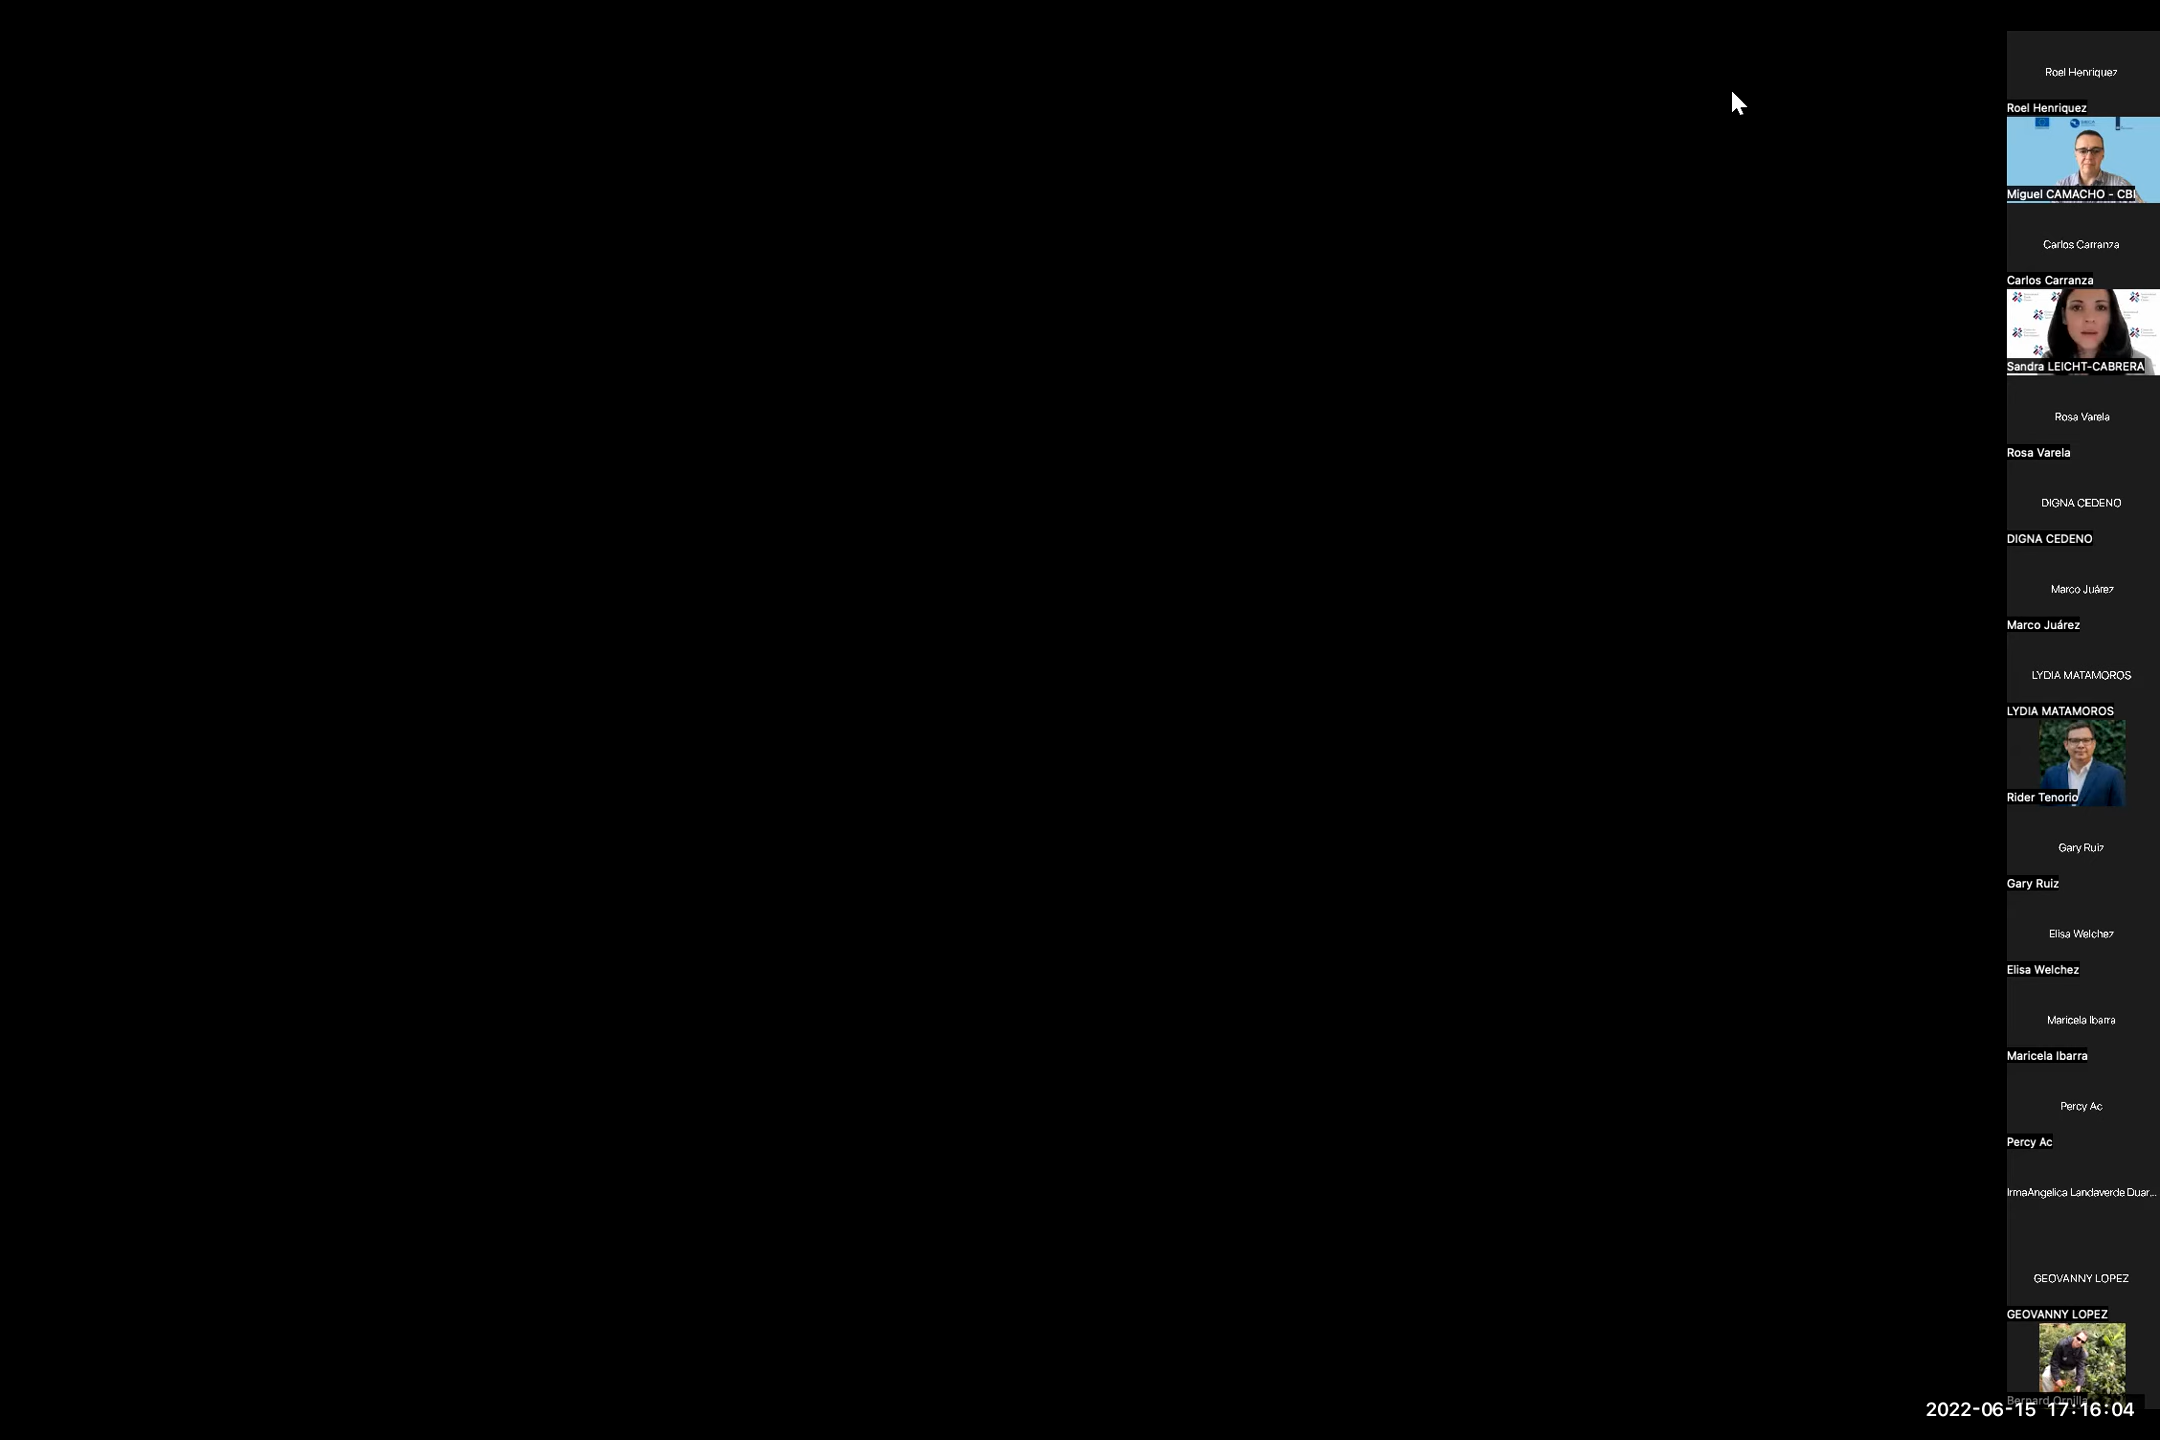 Roel Henriquez
Roel Henriquez
Miguel CAMACHO - CBI
Carlos Carranza
Carlos Carranza
Sandra LEICHT-CABRERA
Rosa Varela
Rosa Varela
DIGNA CEDENO
DIGNA CEDENO
Marco Juárez
Marco Juárez
LYDIA MATAMOROS
LYDIA MATAMOROS
Rider Tenorio
Gary Ruiz
Gary Ruiz
Elisa Welchez
Elisa Welchez
Maricela Ibarra
Maricela Ibarra
Percy Ac
Percy Ac
IrmaAngelica Landaverde Duar...
GEOVANNY LOPEZ
GEOVANNY LOPEZ
Bernard Ornilla
2022-06-15 17:16:04